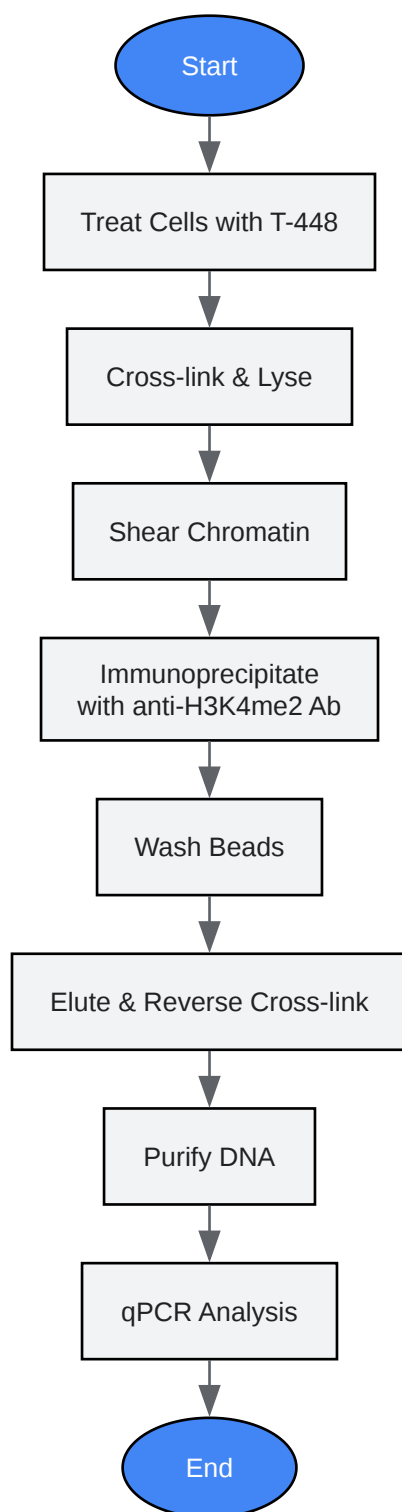 Start
Treat Cells with T-448
Cross-link & Lyse
Shear Chromatin
Immunoprecipitate
with anti-H3K4me2 Ab
Wash Beads
Elute & Reverse Cross-link
Purify DNA
qPCR Analysis
End